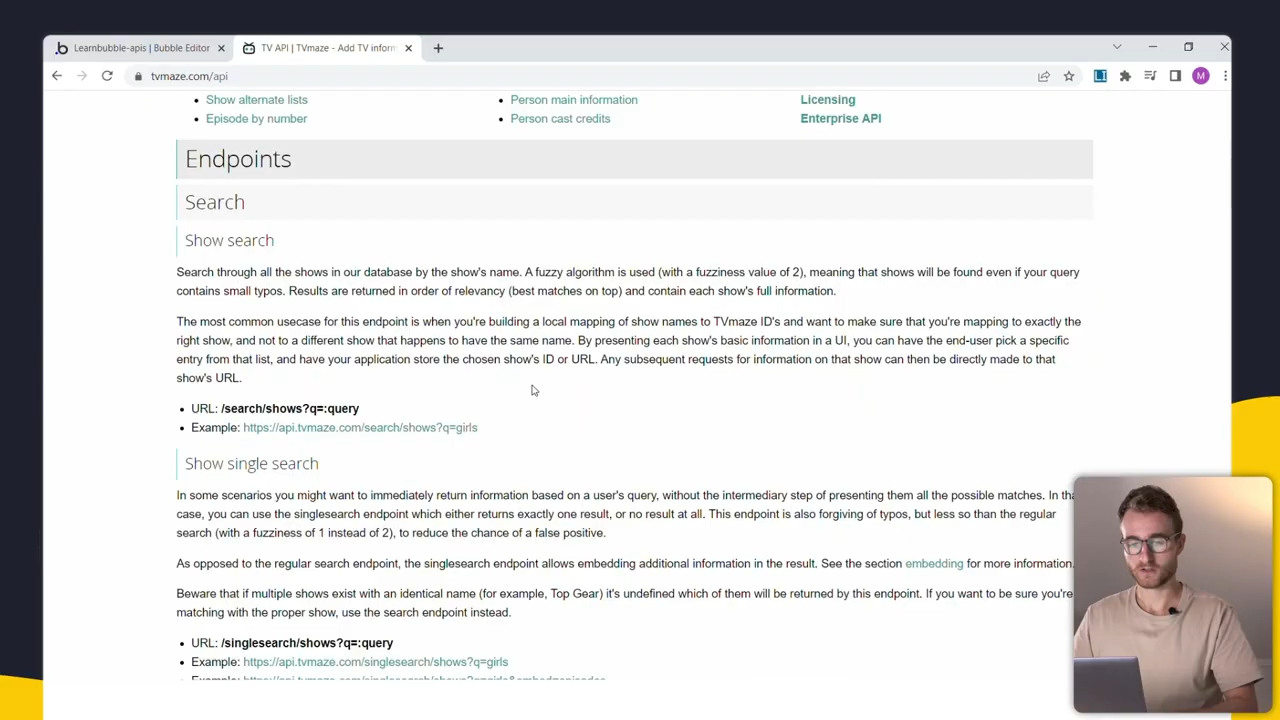 Learnbubble-apis | Bubble Editor
TV API | TVmaze - Add TV inform
tvmaze.com/api
M
Show alternate lists
Person main information
Licensing
Episode by number
Person cast credits
Enterprise API
Endpoints
Search
Show search
Search through all the shows in our database by the show's name. A fuzzy algorithm is used (with a fuzziness value of 2), meaning that shows will be found even if your query
contains small typos. Results are returned in order of relevancy (best matches on top) and contain each show's full information.
The most common usecase for this endpoint is when you're building a local mapping of show names to TVmaze ID's and want to make sure that you're mapping to exactly the
right show, and not to a different show that happens to have the same name. By presenting each show's basic information in a UI, you can have the end-user pick a specific
entry from that list, and have your application store the chosen show's ID or URL. Any subsequent requests for information on that show can then be directly made to that
show's URL.
URL: /search/shows?q=:query
Example: https://api.tvmaze.com/search/shows?q=girls
Show single search
In some scenarios you might want to immediately return information based on a user's query, without the intermediary step of presenting them all the possible matches. In tha
case, you can use the singlesearch endpoint which either returns exactly one result, or no result at all. This endpoint is also forgiving of typos, but less so than the regular
search (with a fuzziness of 1 instead of 2), to reduce the chance of a false positive.
As opposed to the regular search endpoint, the singlesearch endpoint allows embedding additional information in the result. See the section embedding for more information.
Beware that if multiple shows exist with an identical name (for example, Top Gear) it's undefined which of them will be returned by this endpoint. If you want to be sure you're
matching with the proper show, use the search endpoint instead.
URL: /singlesearch/shows?q=:query
Example: https://api.tvmaze.com/singlesearch/shows?q=girls
Example: https://api.tvmaze.com/singlesearch/shows?q=girls&embed=episodes